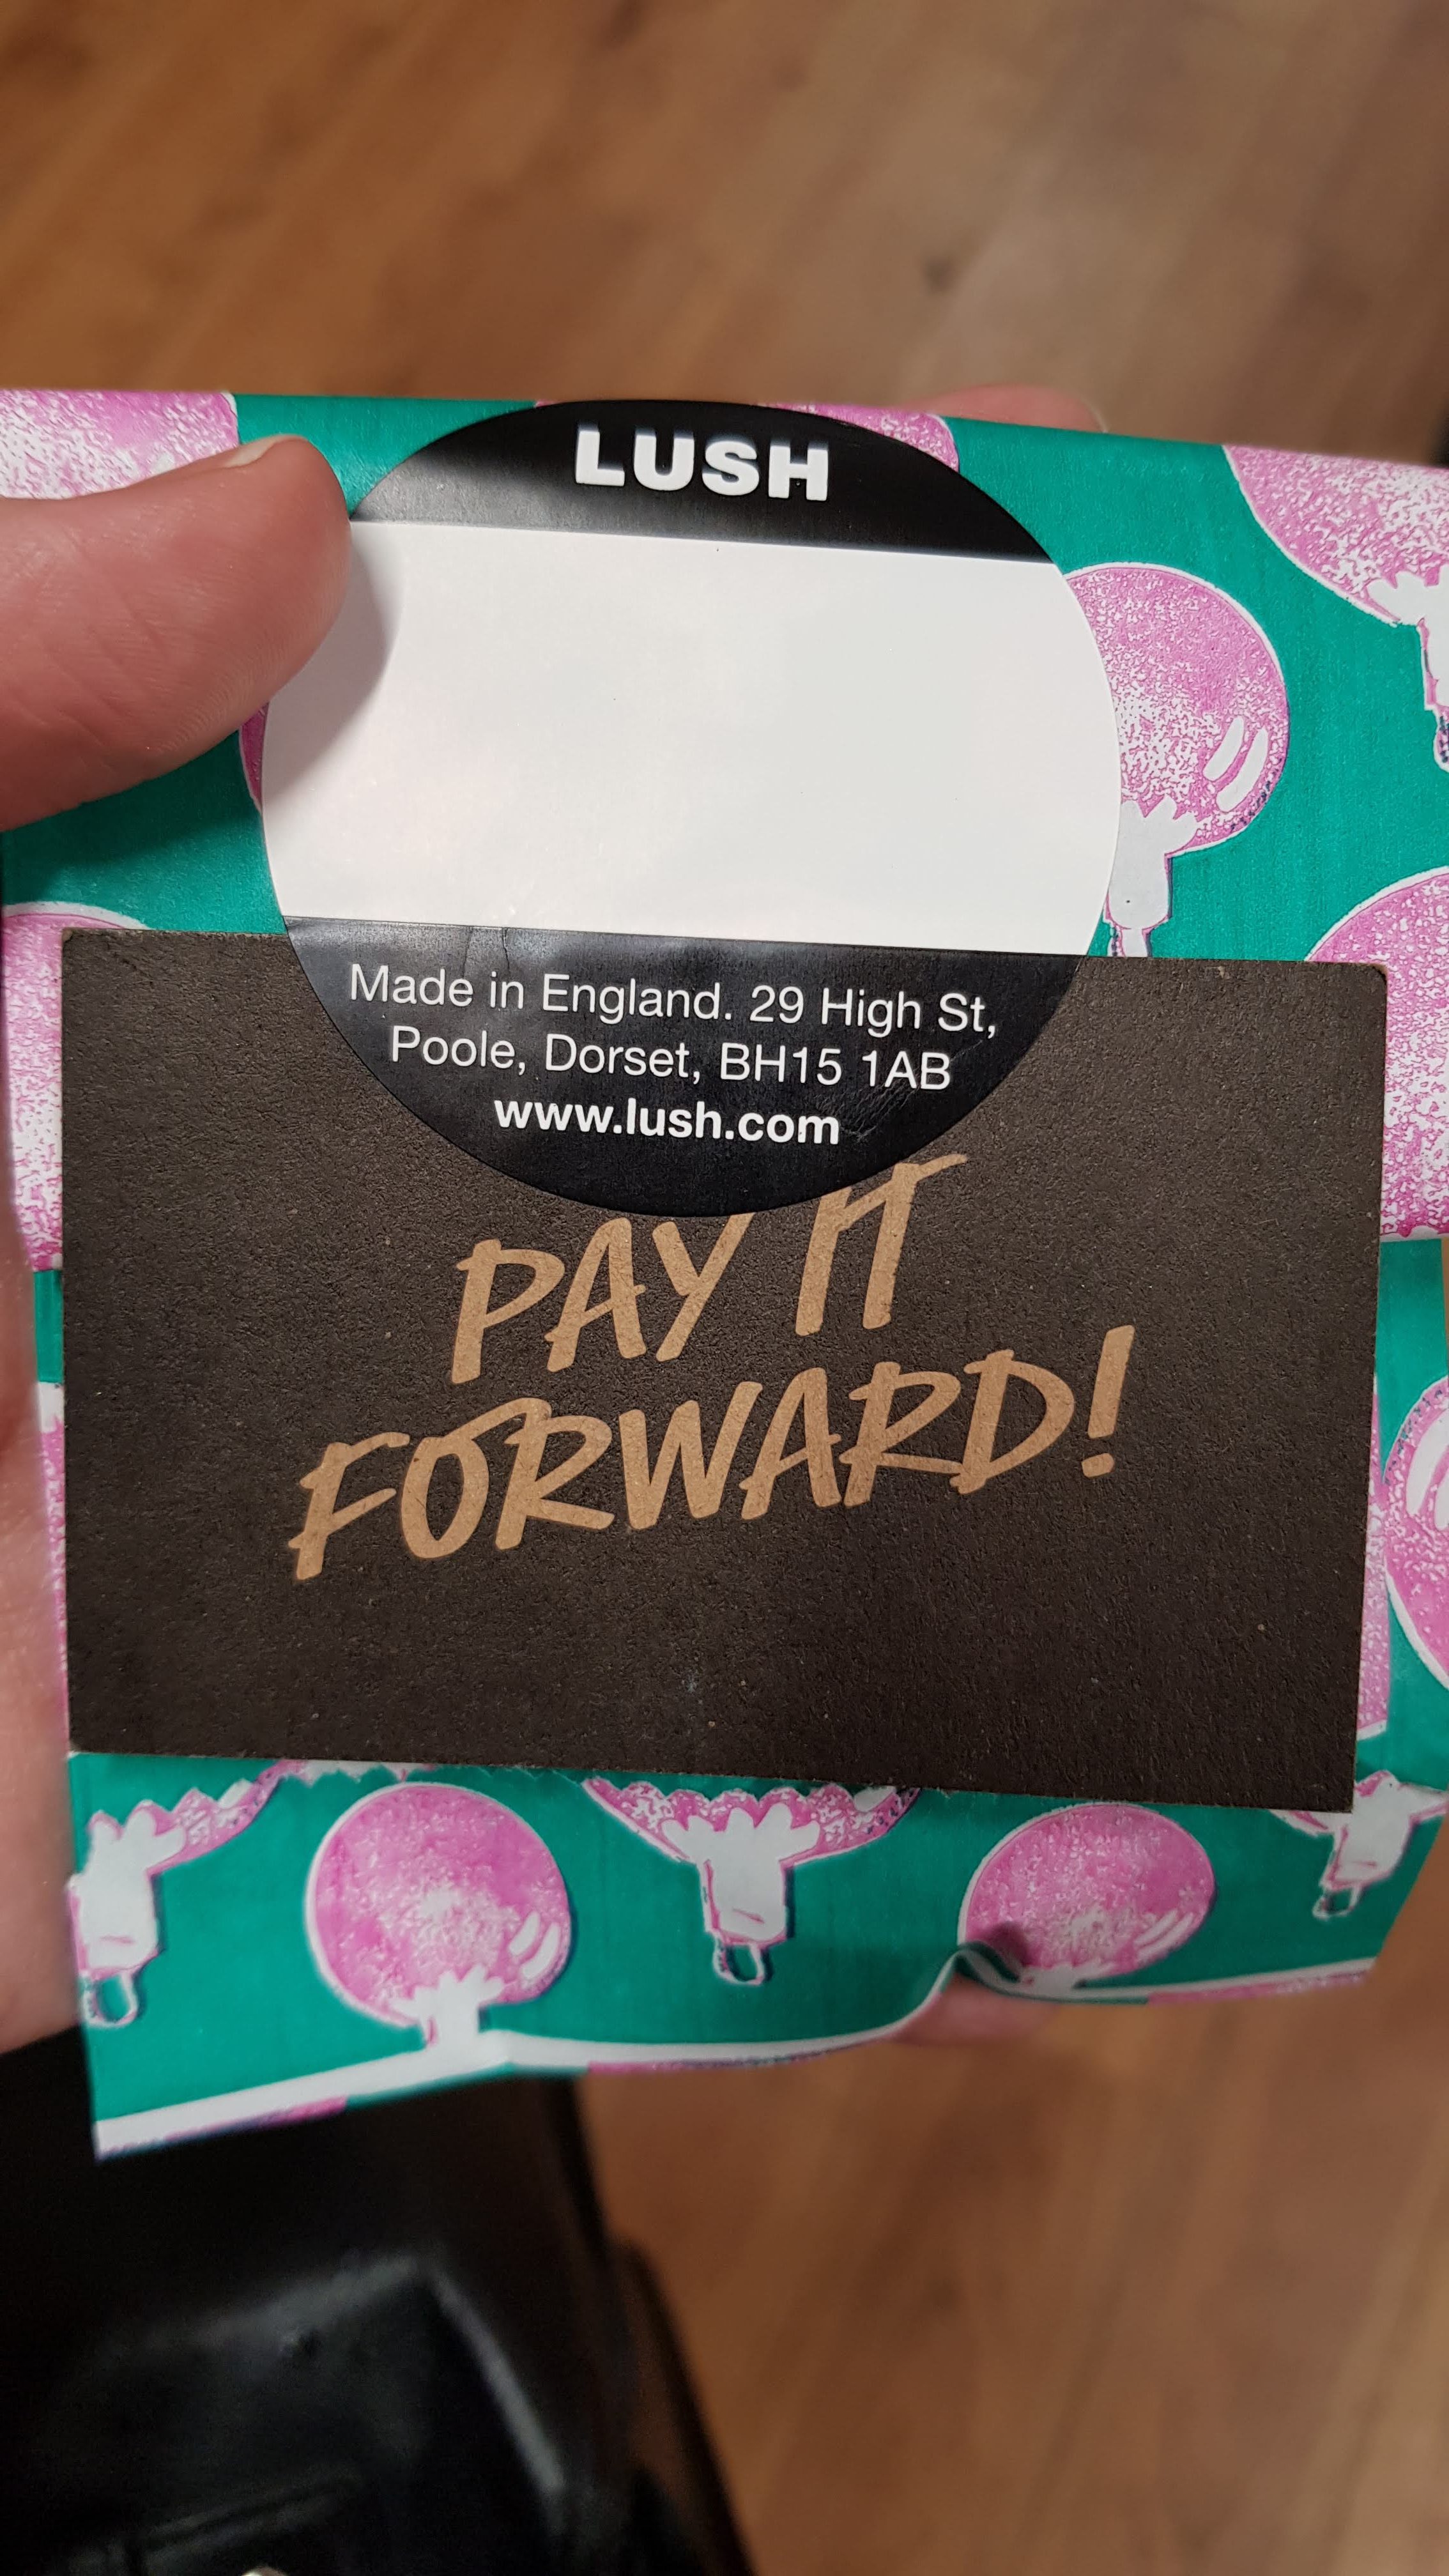 LUSH
Made in England. 29 High St,
Poole, Dorset, BH15 1AB
www.lush.com
PAY IT
FORWARD!